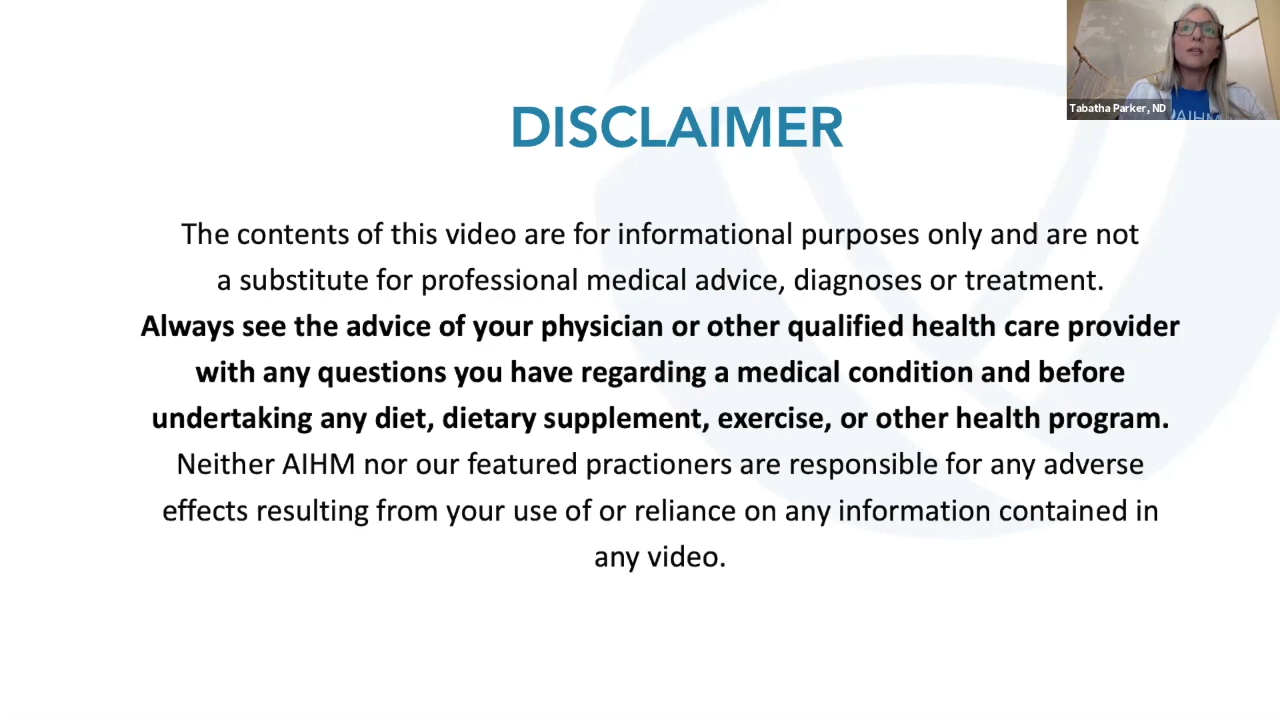 DISCLAIMER
The contents of this video are for informational purposes only and are not
a substitute for professional medical advice, diagnoses or treatment.
Always see the advice of your physician or other qualified health care provider
with any questions you have regarding a medical condition and before
undertaking any diet, dietary supplement, exercise, or other health program.
Neither AIHM nor our featured practioners are responsible for any adverse
effects resulting from your use of or reliance on any information contained in
any video.
Tabatha Parker, ND
AIHM